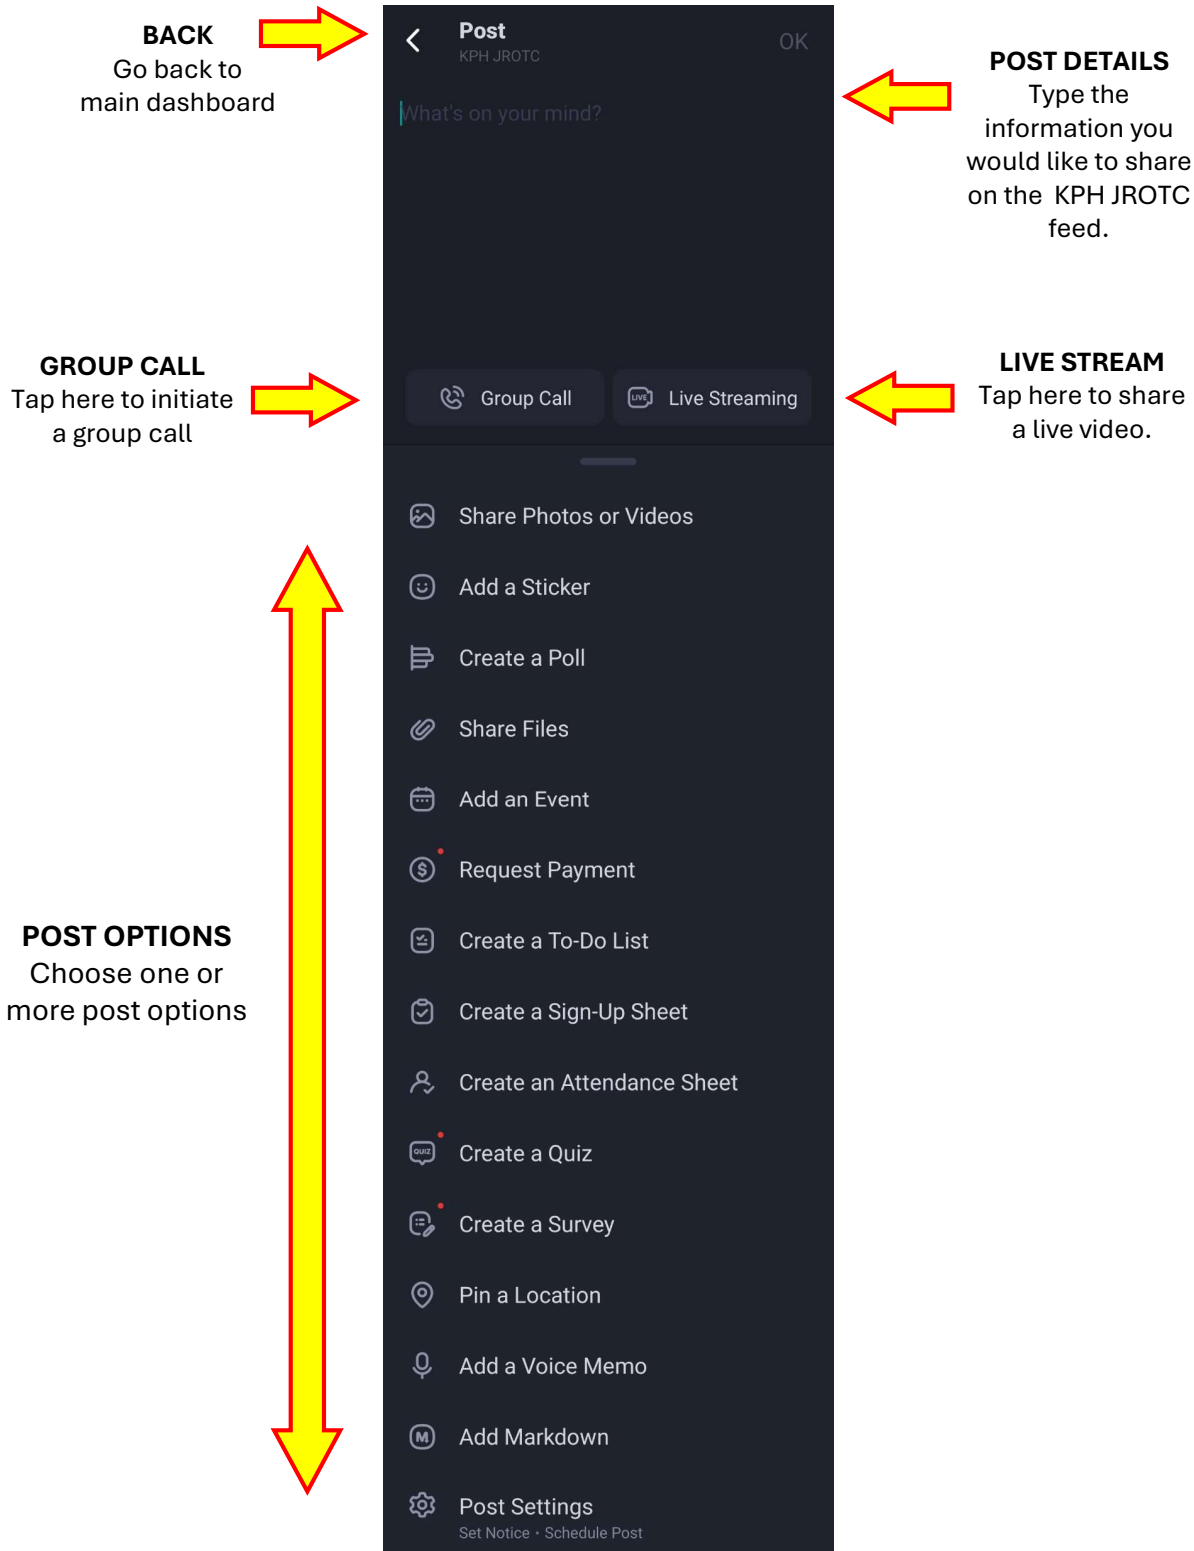 BACK
Go back to
main dashboard
Post
KPH JROTC
OK
What's on your mind?
POST DETAILS
Type the
information you
would like to share
on the KPH JROTC
feed.
GROUP CALL
Tap here to initiate
a group call
Group Call
LIVE Live Streaming
LIVE STREAM
Tap here to share
a live video.
Share Photos or Videos
Add a Sticker
Create a Poll
Share Files
Add an Event
$ Request Payment
Create a To-Do List
Create a Sign-Up Sheet
Create an Attendance Sheet
QUIZ Create a Quiz
Create a Survey
Pin a Location
Add a Voice Memo
M Add Markdown
Post Settings
Set Notice · Schedule Post
POST OPTIONS
Choose one or
more post options